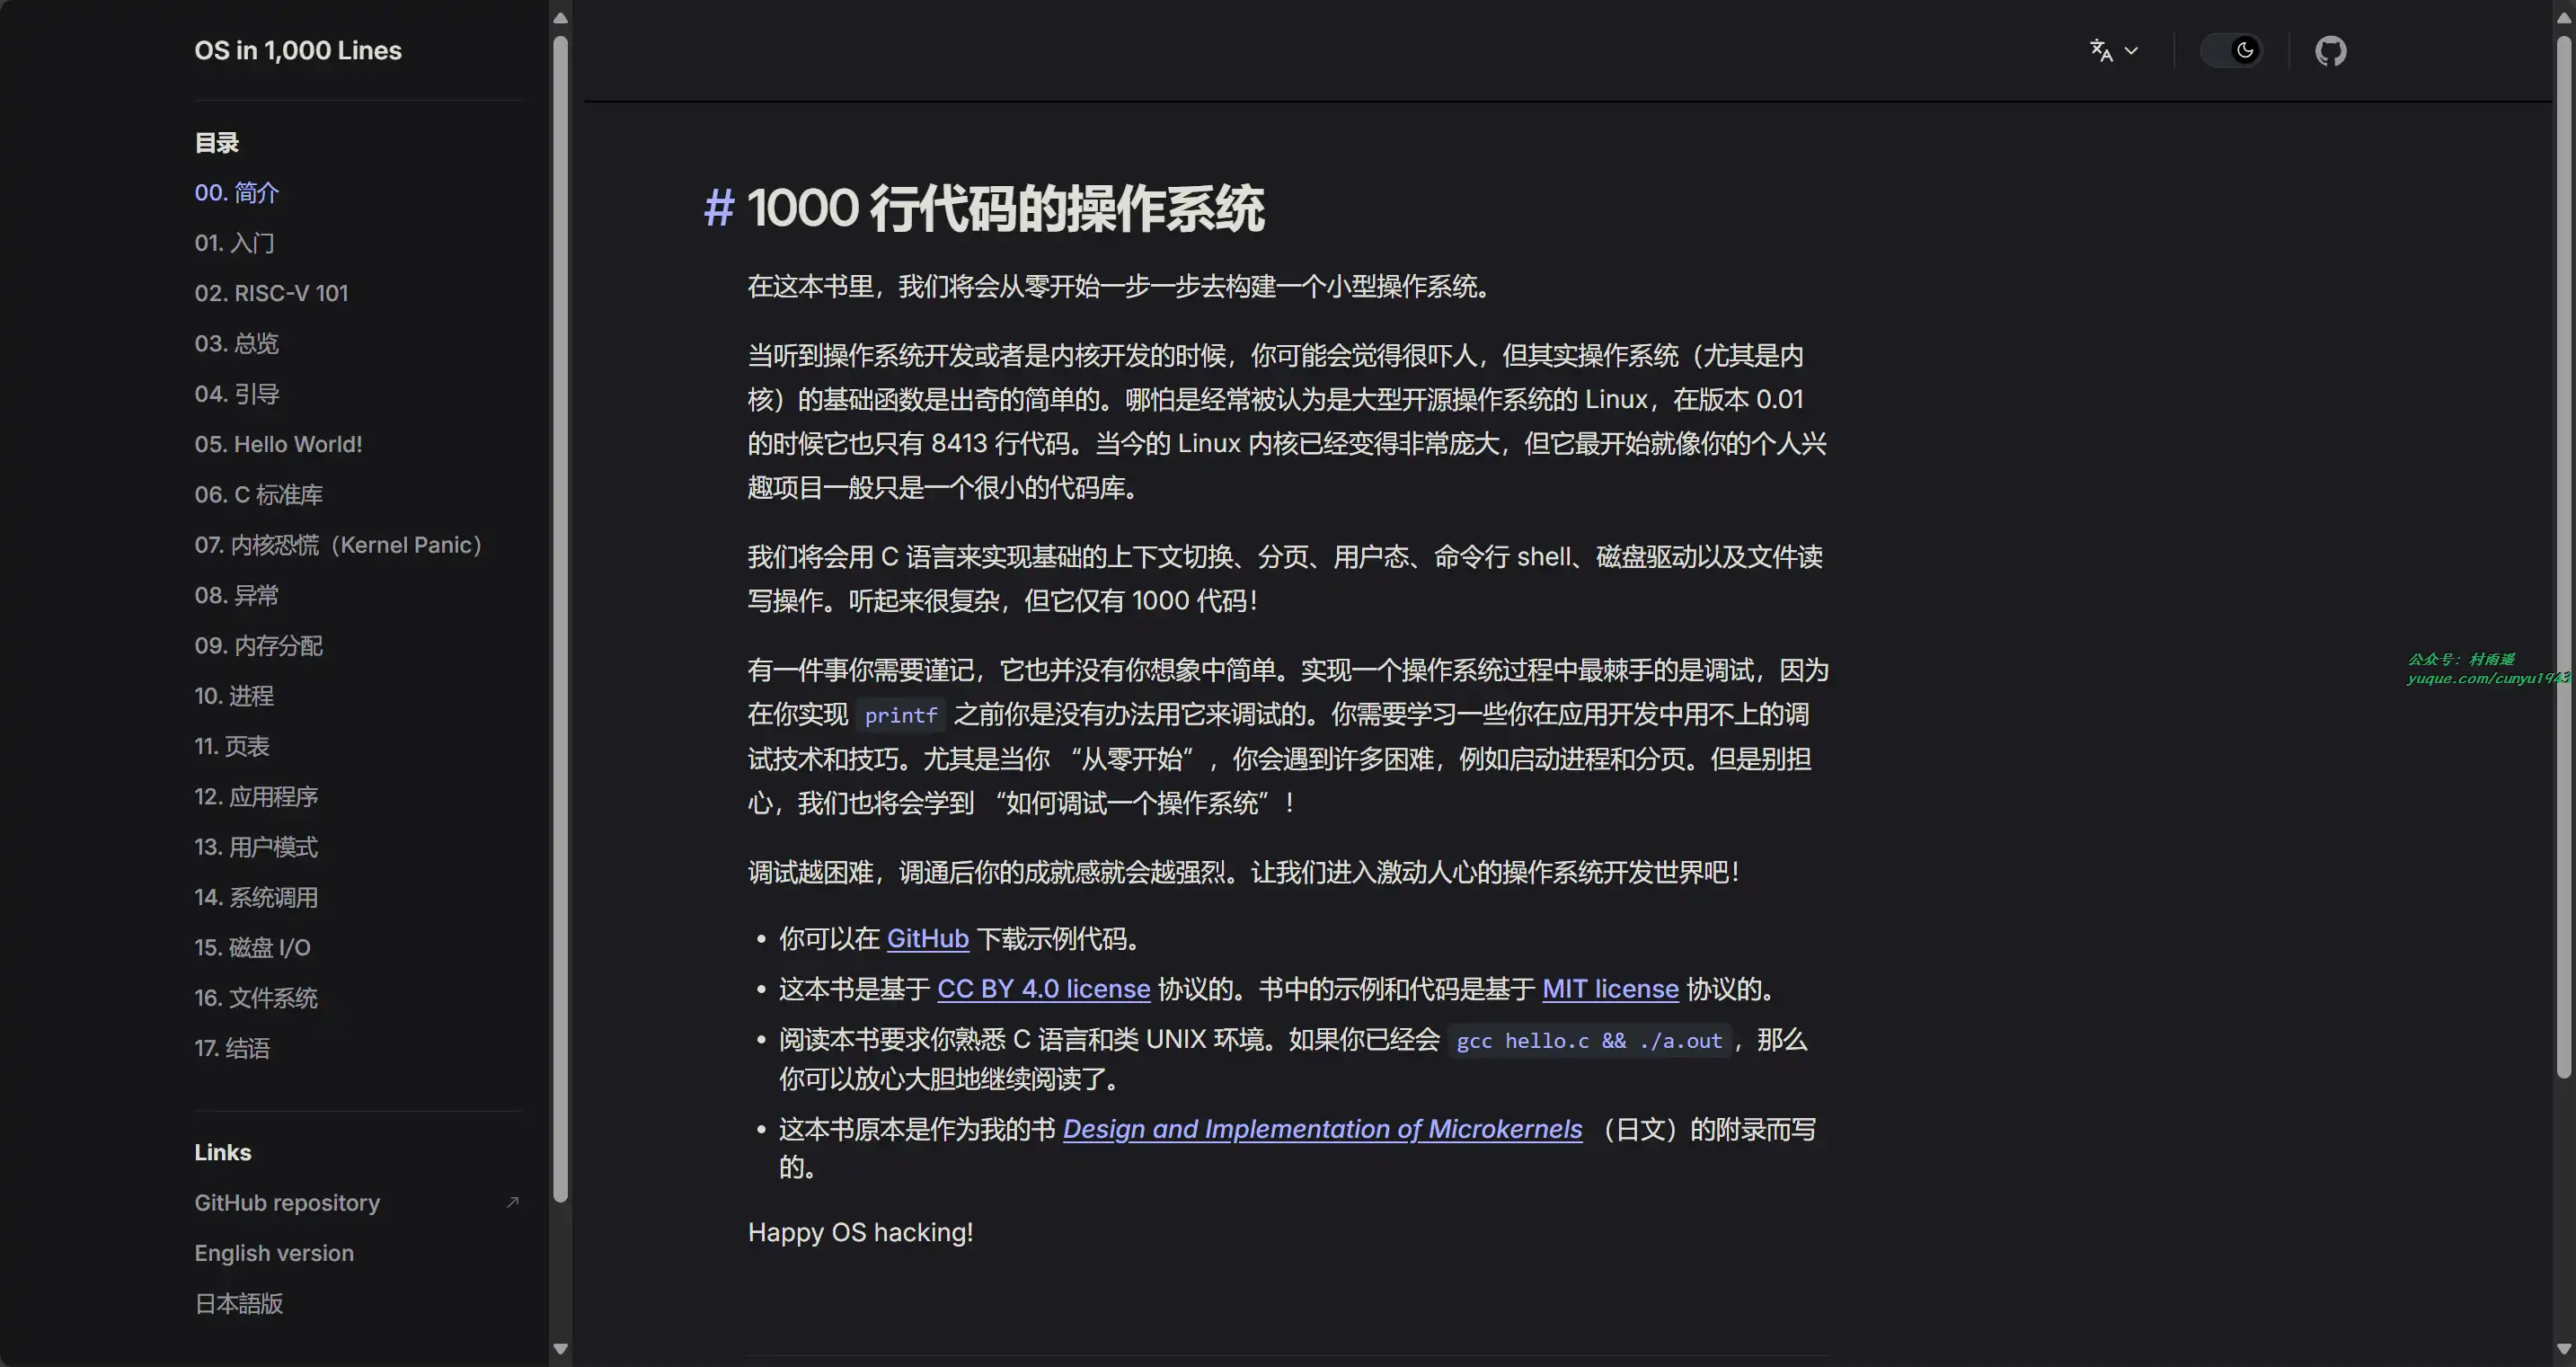 OS in 1,000 Lines
目录
00. 简介
01. 入门
02. RISC-V 101
03. 总览
04. 引导
05. Hello World!
06. C 标准库
07. 内核恐慌（Kernel Panic）
08. 异常
09. 内存分配
10. 进程
11. 页表
12. 应用程序
13. 用户模式
14. 系统调用
15. 磁盘 I/O
16. 文件系统
17. 结语
Links
GitHub repository
English version
日本語版
# 1000 行代码的操作系统
在这本书里，我们将会从零开始一步一步去构建一个小型操作系统。
当听到操作系统开发或者是内核开发的时候，你可能会觉得很吓人，但其实操作系统（尤其是内
核）的基础函数是出奇的简单的。哪怕是经常被认为是大型开源操作系统的 Linux，在版本 0.01
的时候它也只有 8413 行代码。当今的 Linux 内核已经变得非常庞大，但它最开始就像你的个人兴
趣项目一般只是一个很小的代码库。
我们将会用 C 语言来实现基础的上下文切换、分页、用户态、命令行 shell、磁盘驱动以及文件读
写操作。听起来很复杂，但它仅有 1000 代码！
有一件事你需要谨记，它也并没有你想象中简单。实现一个操作系统过程中最棘手的是调试，因为
在你实现 printf 之前你是没有办法用它来调试的。你需要学习一些你在应用开发中用不上的调
试技术和技巧。尤其是当你 “从零开始”，你会遇到许多困难，例如启动进程和分页。但是别担
心，我们也将会学到 “如何调试一个操作系统”！
调试越困难，调通后你的成就感就会越强烈。让我们进入激动人心的操作系统开发世界吧！
• 你可以在 GitHub 下载示例代码。
• 这本书是基于 CC BY 4.0 license 协议的。书中的示例和代码是基于 MIT license 协议的。
• 阅读本书要求你熟悉 C 语言和类 UNIX 环境。如果你已经会 gcc hello.c && ./a.out，那么
你可以放心大胆地继续阅读了。
• 这本书原本是作为我的书 Design and Implementation of Microkernels （日文）的附录而写
的。
Happy OS hacking!
公众号：村雨遥
yuque.com/cunyu1943